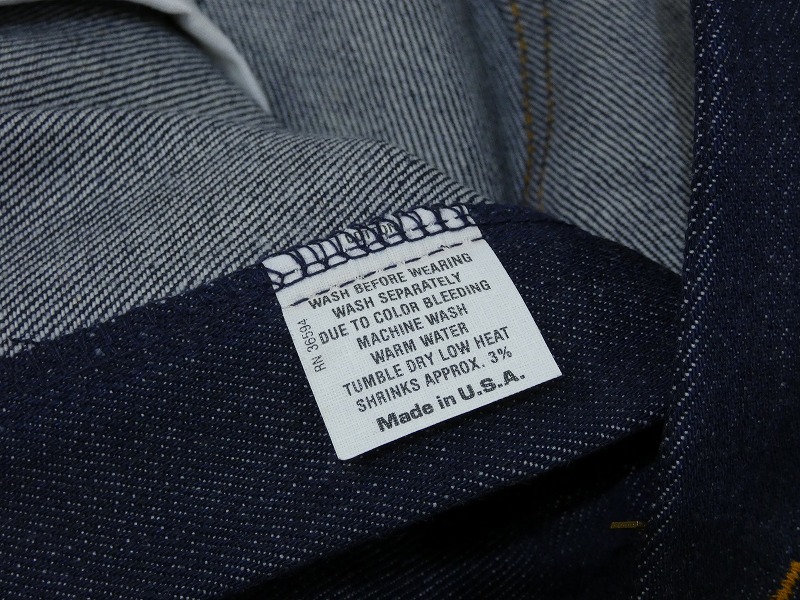 WASH BEFORE WEARING
WASH SEPARATELY
DUE TO COLOR BLEEDING
MACHINE WASH
WARM WATER
TUMBLE DRY LOW HEAT
SHRINKS APPROX. 3%
Made in U.S.A.
RN 36594